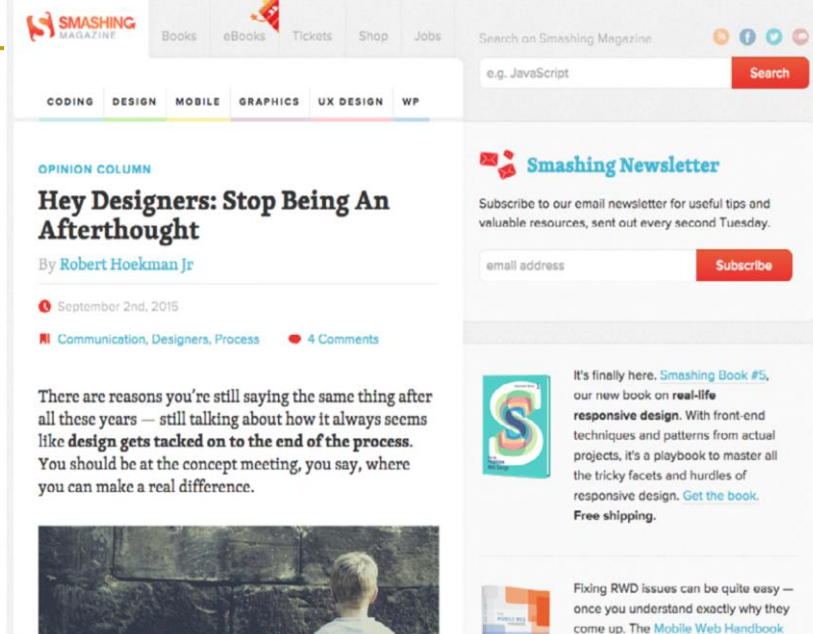 SMASHING
MAGAZINE
Books
eBooks
Tickets
Shop
Jobs
CODING
DESIGN
MOBILE
GRAPHICS
UX DESIGN
WP
OPINION COLUMN
Hey Designers: Stop Being An
Afterthought
By Robert Hoekman Jr
September 2nd, 2015
Communication, Designers, Process
4 Comments
There are reasons you're still saying the same thing after
all these years — still talking about how it always seems
like design gets tacked on to the end of the process.
You should be at the concept meeting, you say, where
you can make a real difference.
Search on Smashing Magazine
e.g. JavaScript
Search
Smashing Newsletter
Subscribe to our email newsletter for useful tips and
valuable resources, sent out every second Tuesday.
email address
Subscribe
It's finally here. Smashing Book #5,
our new book on real-life
responsive design. With front-end
techniques and patterns from actual
projects, it's a playbook to master all
the tricky facets and hurdles of
responsive design. Get the book.
Free shipping.
Fixing RWD issues can be quite easy —
once you understand exactly why they
come up. The Mobile Web Handbook